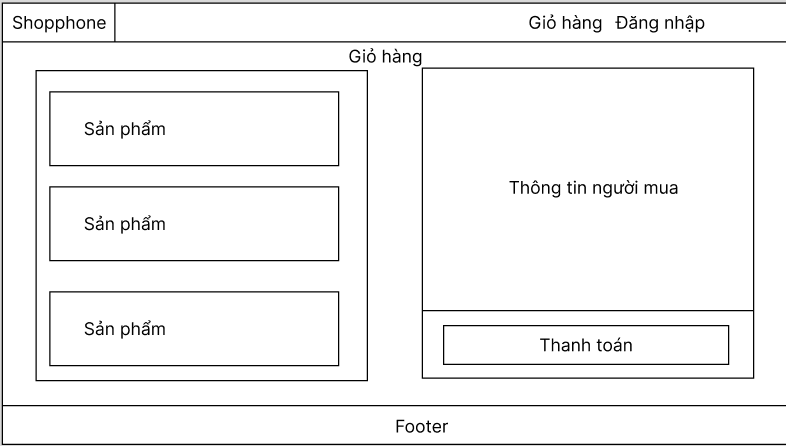 Shopphone
Giỏ hàng Đăng nhập
Giỏ hàng
Sản phẩm
Sản phẩm
Sản phẩm
Thông tin người mua
Thanh toán
Footer